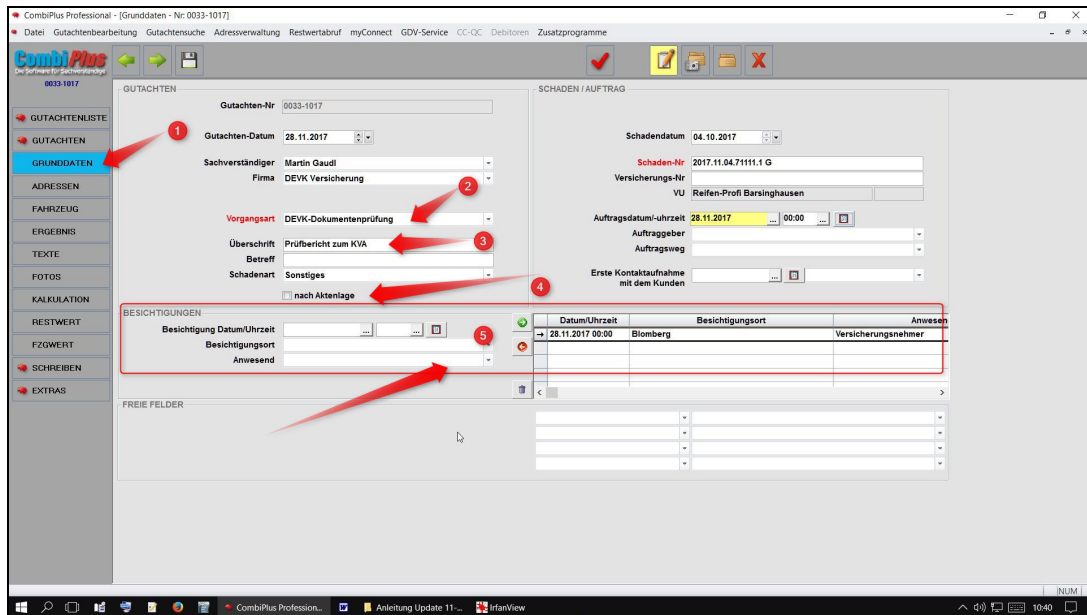 CombiPlus Professional - [Grunddaten - Nr: 0033-1017]
Datei Gutachtenbearbeitung Gutachtensuche Adressverwaltung Restwertabruf myConnect GDV-Service CC-QC Debitoren Zusatzprogramme
CombiPlus
Die Software für Sachverständige
0033-1017
GUTACHTENLISTE
GUTACHTEN
GRUNDDATEN
ADRESSEN
FAHRZEUG
ERGEBNIS
TEXTE
FOTOS
KALKULATION
RESTWERT
FZGWERT
SCHREIBEN
EXTRAS
GUTACHTEN
Gutachten-Nr 0033-1017
1
Gutachten-Datum 28.11.2017
Sachverständiger Martin Gaudl
Firma DEVK Versicherung
2
Vorgangsart DEVK-Dokumentenprüfung
3
Überschrift Prüfbericht zum KVA
Betreff
Schadenart Sonstiges
nach Aktenlage
4
SCHADEN / AUFTRAG
Schadendatum 04.10.2017
Schaden-Nr 2017.11.04.71111.1 G
Versicherungs-Nr
VU Reifen-Profi Barsinghausen
Auftragsdatum/-uhrzeit 28.11.2017 ... 00:00 ...
Auftraggeber
Auftragsweg
Erste Kontaktaufnahme
mit dem Kunden ...
BESICHTIGUNGEN
Besichtigung Datum/Uhrzeit ... ...
5
Besichtigungsort
Anwesend
Datum/Uhrzeit Besichtigungsort Anwesen
28.11.2017 00:00 Blomberg Versicherungsnehmer
FREIE FELDER
NUM
CombiPlus Profession... Anleitung Update 11-... IrfanView 10:40